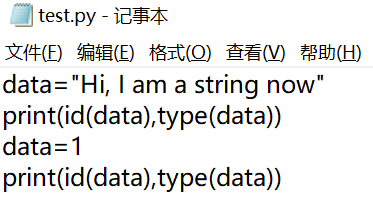 test.py - 记事本
文件(F) 编辑(E) 格式(O) 查看(V) 帮助(H)
data="Hi, I am a string now"
print(id(data),type(data))
data=1
print(id(data),type(data))